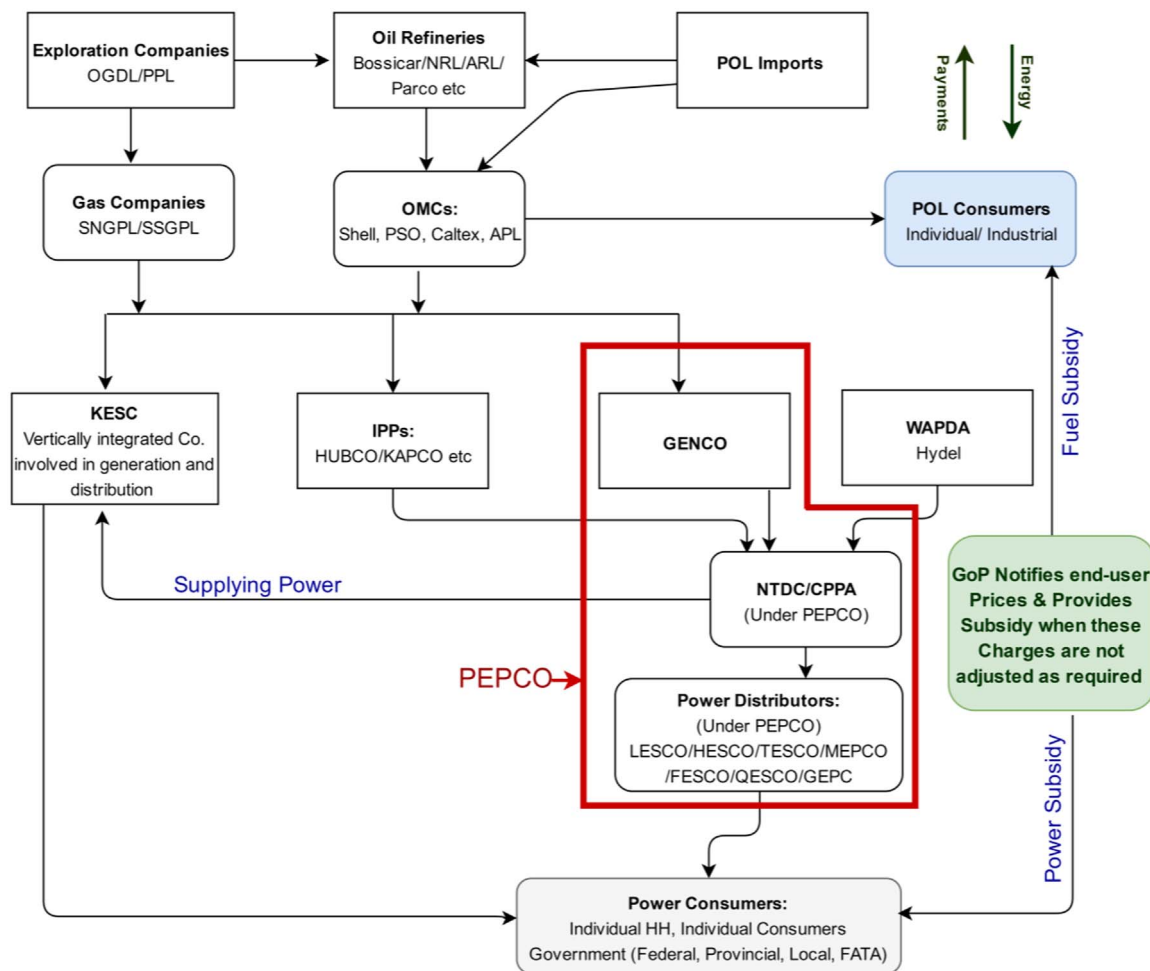 Exploration Companies
OGDL/PPL
Oil Refineries
Bossicar/NRL/ARL/
Parco etc
POL Imports
Payments
Energy
Gas Companies
SNGPL/SSGPL
OMCs:
Shell, PSO, Caltex, APL
POL Consumers
Individual/ Industrial
Fuel Subsidy
KESC
Vertically integrated Co.
involved in generation and
distribution
IPPs:
HUBCO/KAPCO etc
GENCO
WAPDA
Hydel
Supplying Power
NTDC/CPPA
(Under PEPCO)
GoP Notifies end-user
Prices & Provides
Subsidy when these
Charges are not
adjusted as required
PEPCO
Power Distributors:
(Under PEPCO)
LESCO/HESCO/TESCO/MEPCO
/FESCO/QESCO/GEPC
Power Subsidy
Power Consumers:
Individual HH, Individual Consumers
Government (Federal, Provincial, Local, FATA)